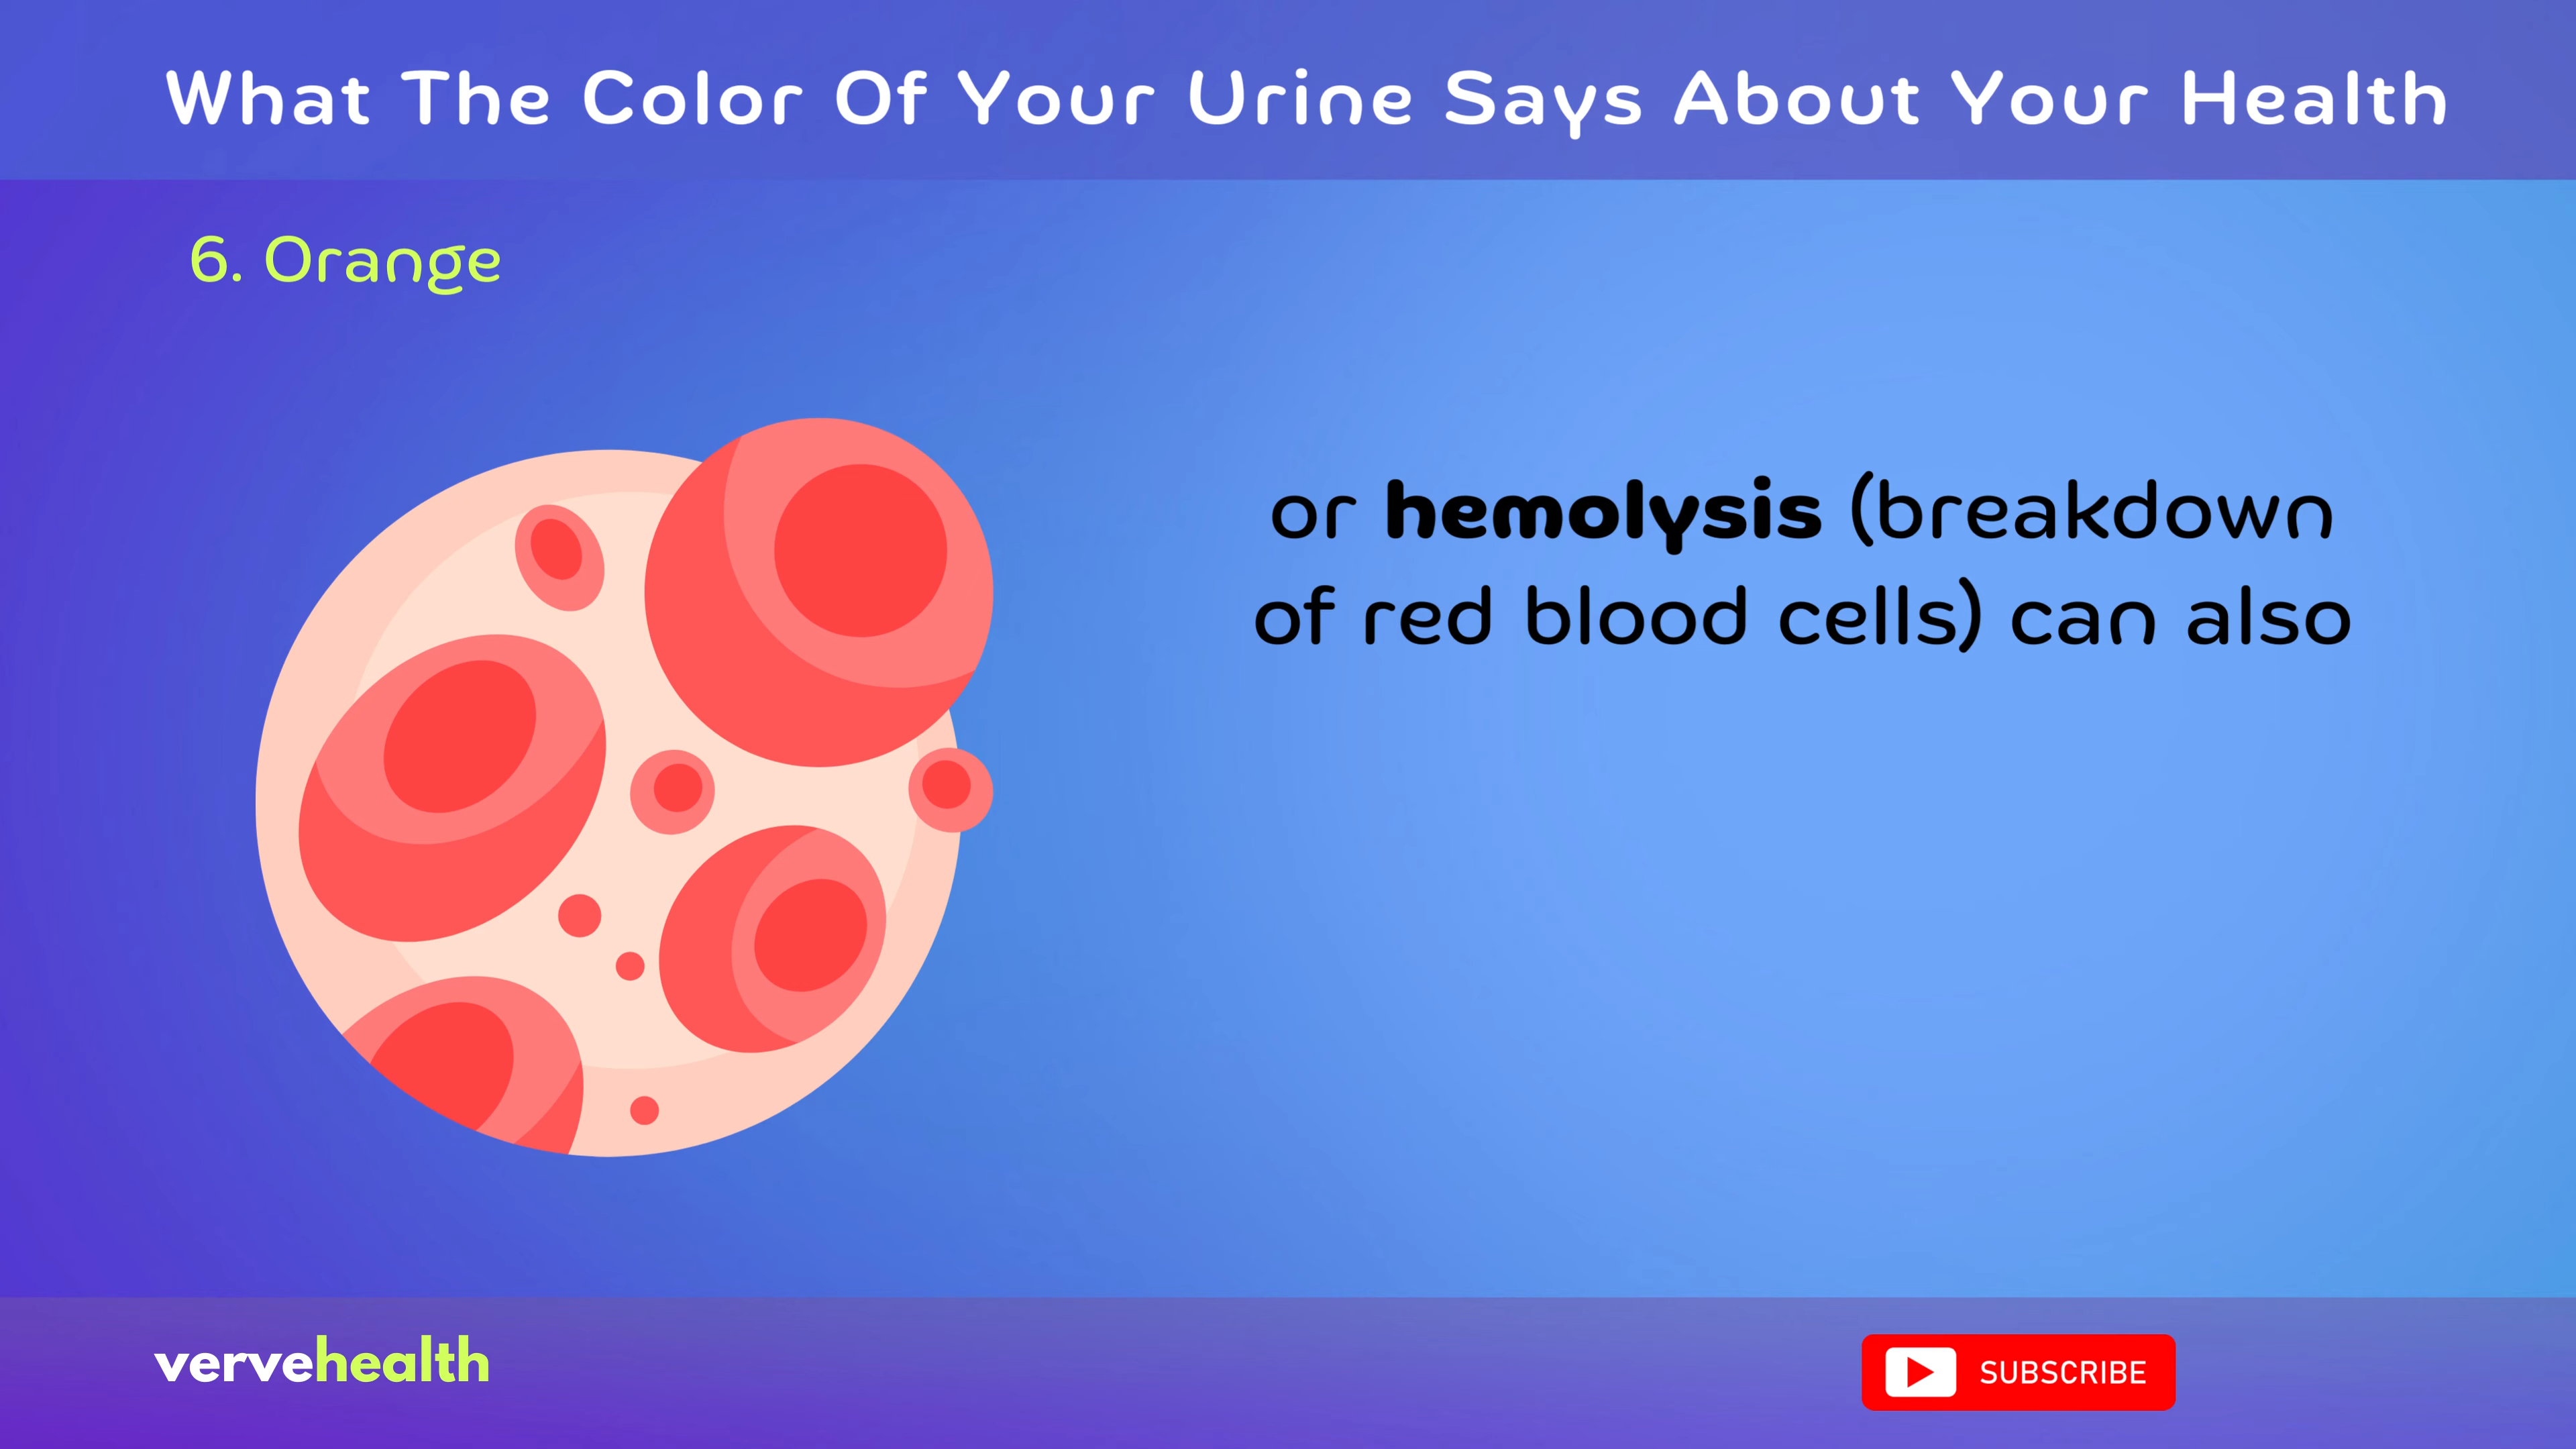 What The Color Of Your Urine Says About Your Health
6. Orange
or hemolysis (breakdown
of red blood cells) can also
vervehealth
SUBSCRIBE